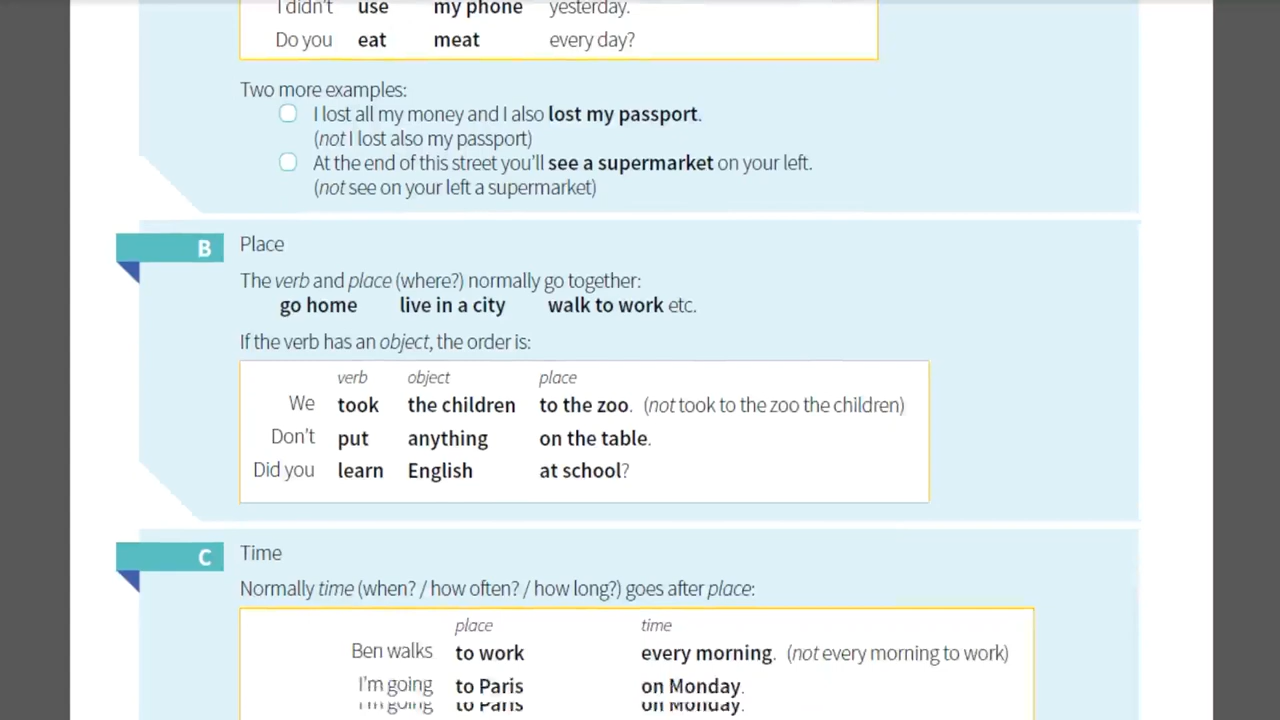 I didn't use my phone yesterday.
Do you eat meat every day?
Two more examples:
I lost all my money and I also lost my passport.
(not I lost also my passport)
At the end of this street you'll see a supermarket on your left.
(not see on your left a supermarket)
B Place
The verb and place (where?) normally go together:
go home live in a city walk to work etc.
If the verb has an object, the order is:
verb object place
We took the children to the zoo. (not took to the zoo the children)
Don't put anything on the table.
Did you learn English at school?
C Time
Normally time (when? / how often? / how long?) goes after place:
place time
Ben walks to work every morning. (not every morning to work)
I'm going to Paris on Monday.
I'm going to Paris on Monday.